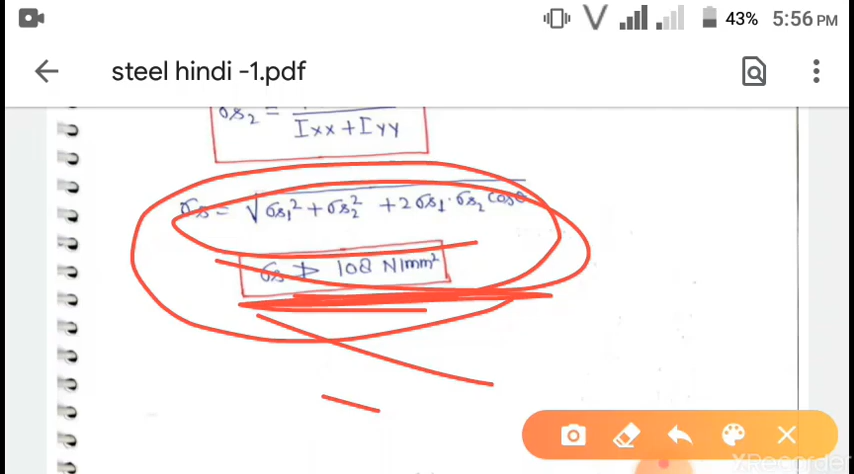 43% 5:56 PM
steel hindi -1.pdf
σs₂ =
Ixx + Iyy
σs = √σs₁² + σs₂² + 2σs₁·σs₂ cosθ
σs ≯ 108 N/mm²
XRecorder